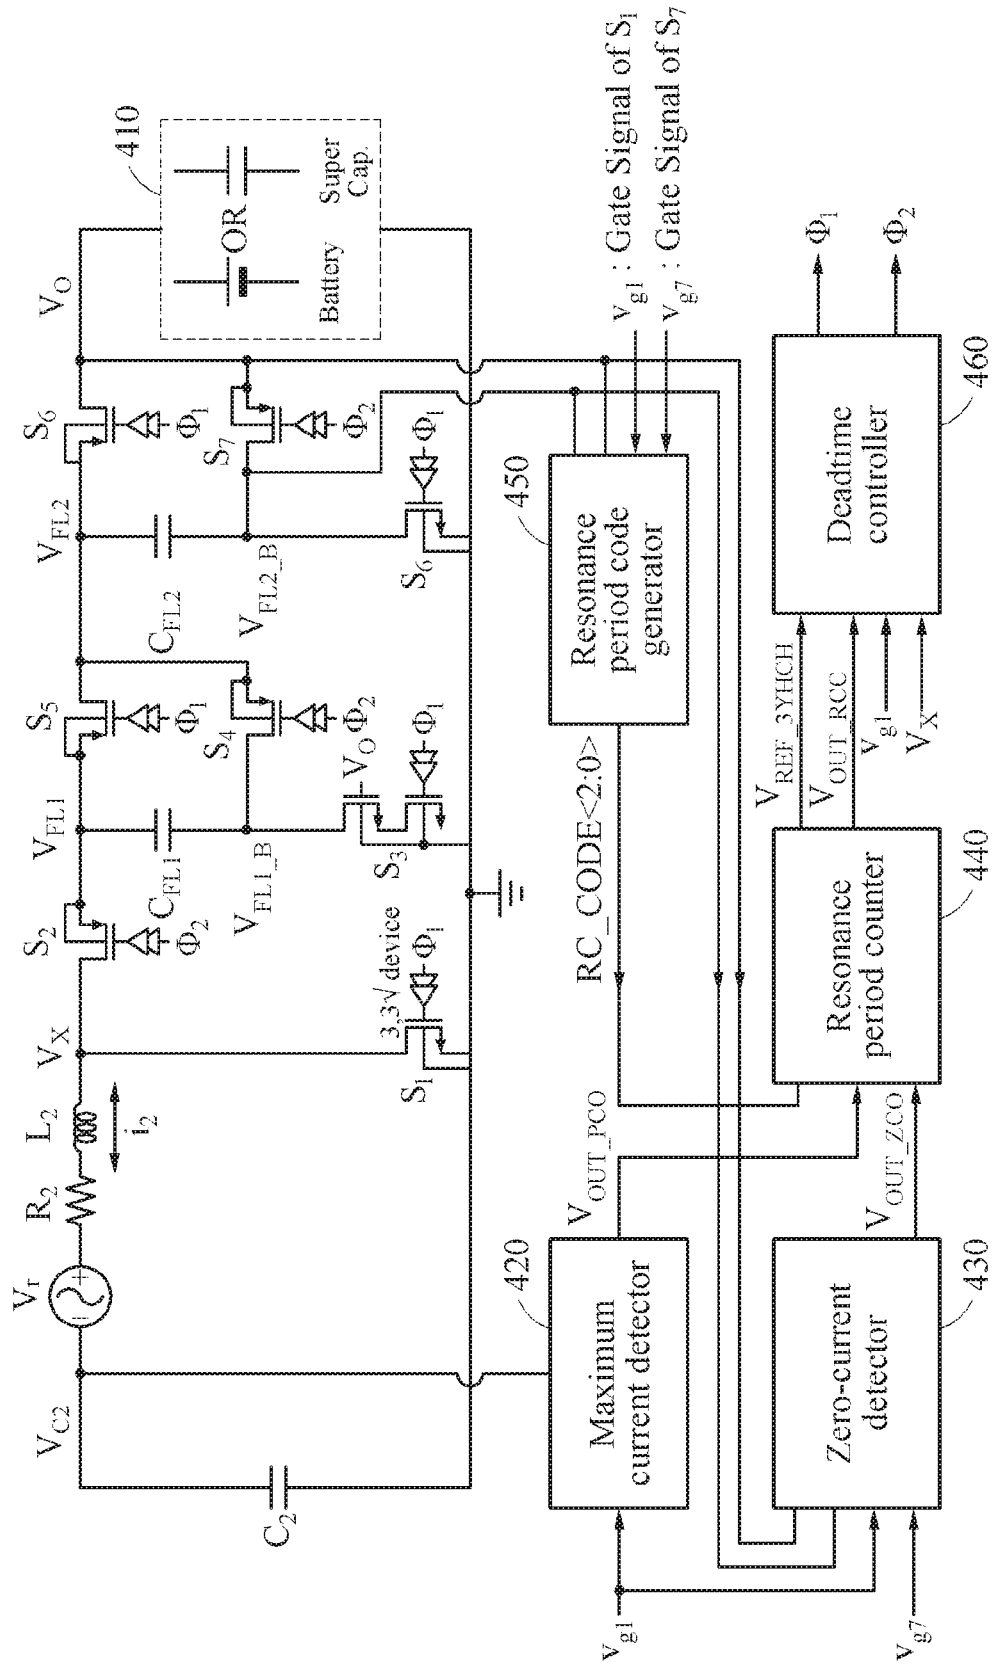 V_C2
V_r
R_2
L_2
i_2
V_X
S_2
Φ_2
V_FL1
S_5
Φ_1
V_FL2
S_6
Φ_1
V_O
410
C_2
3,3√ device
S_1
Φ_1
C_FL1
V_FL1_B
S_4
Φ_2
V_O
S_3
Φ_1
C_FL2
V_FL2_B
S_7
Φ_2
S_6
Φ_1
OR
Battery
Super
Cap.
420
Maximum
current detector
V_OUT_PCO
RC_CODE<2:0>
450
Resonance
period code
generator
v_g1 : Gate Signal of S_1
v_g7 : Gate Signal of S_7
v_g1
v_g7
Zero-current
detector
430
V_OUT_ZCO
Resonance
period counter
440
V_REF_3YHCH
V_OUT_RCC
v_g1
V_X
Deadtime
controller
460
Φ_1
Φ_2